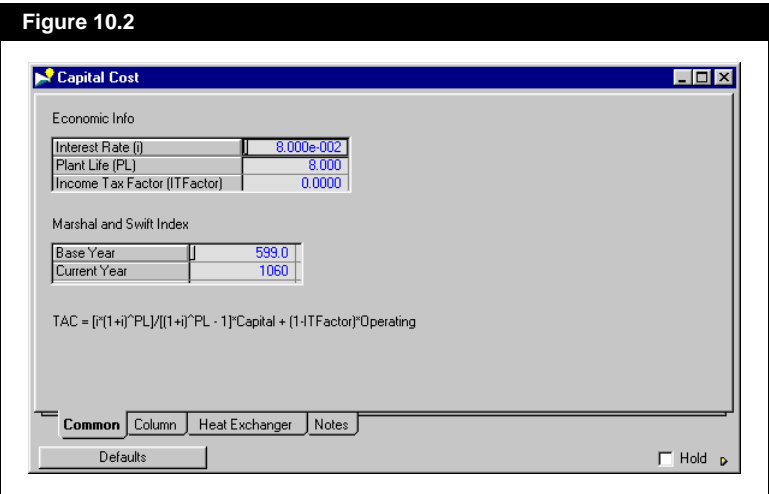 Figure 10.2
Capital Cost
Economic Info
Interest Rate (i) 8.000e-002
Plant Life (PL) 8.000
Income Tax Factor (ITFactor) 0.0000
Marshal and Swift Index
Base Year 599.0
Current Year 1060
TAC = [i*(1+i)^PL]/[(1+i)^PL - 1]*Capital + (1-ITFactor)*Operating
Common Column Heat Exchanger Notes
Defaults Hold